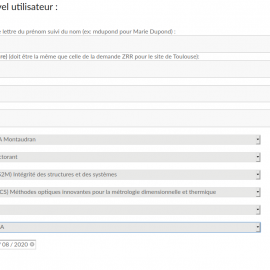 el utilisateur :
lettre du prénom suivi du nom (ex: mdupond pour Marie Dupond) :
re) (doit être la même que celle de la demande ZRR pour le site de Toulouse):
A Montaudran
ctorant
S2M) Intégrité des structures et des systèmes
CS) Méthodes optiques innovantes pour la métrologie dimensionnelle et thermique
A
/ 08 / 2020